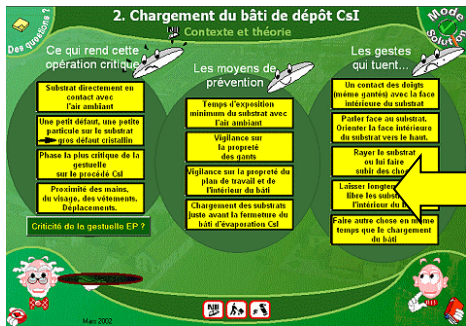 2. Chargement du bâti de dépôt CsI
Contexte et théorie
Des questions ?
Mode
Solution
Ce qui rend cette
opération critique
Substrat directement en
contact avec
l'air ambiant
Une petit défaut, une petite
particule sur le substrat
gros défaut cristallin
Phase la plus critique de la
gestuelle
sur le procédé CsI
Proximité des mains,
du visage, des vêtements.
Déplacements.
Criticité de la gestuelle EP ?
Les moyens de
prévention
Temps d'exposition
minimum du substrat avec
l'air ambiant
Vigilance sur
la propreté
des gants
Vigilance sur la propreté du
plan de travail et de
l'intérieur du bâti
Chargement des substrats
juste avant la fermeture du
bâti d'évaporation CsI
Les gestes
qui tuent...
Un contact des doigts
(même gantés) avec la face
intérieure du substrat
Parler face au substrat.
Orienter la face intérieure
du substrat vers le haut.
Rayer le substrat
ou lui faire
subir des
Laisser
libre les
l'intérieur du
Faire autre chose en même
temps que le chargement
du bâti
Mars 2002